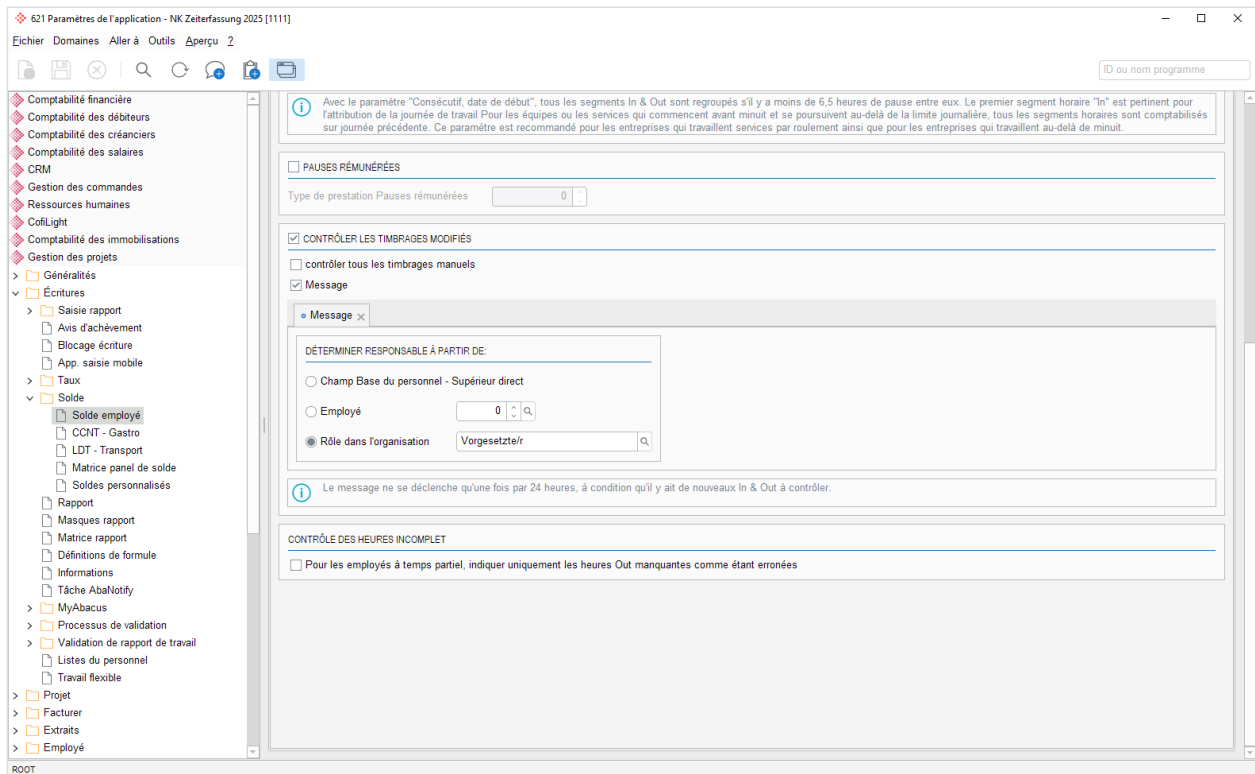 621 Paramètres de l'application - NK Zeiterfassung 2025 [1111]
Fichier Domaines Aller à Outils Aperçu ?
ID ou nom programme
Comptabilité financière
Comptabilité des débiteurs
Comptabilité des créanciers
Comptabilité des salaires
CRM
Gestion des commandes
Ressources humaines
CofiLight
Comptabilité des immobilisations
Gestion des projets
Généralités
Écritures
Saisie rapport
Avis d'achèvement
Blocage écriture
App. saisie mobile
Taux
Solde
Solde employé
CCNT - Gastro
LDT - Transport
Matrice panel de solde
Soldes personnalisés
Rapport
Masques rapport
Matrice rapport
Définitions de formule
Informations
Tâche AbaNotify
MyAbacus
Processus de validation
Validation de rapport de travail
Listes du personnel
Travail flexible
Projet
Facturer
Extraits
Employé
Avec le paramètre "Consécutif, date de début", tous les segments In & Out sont regroupés s'il y a moins de 6,5 heures de pause entre eux. Le premier segment horaire "In" est pertinent pour
l'attribution de la journée de travail Pour les équipes ou les services qui commencent avant minuit et se poursuivent au-delà de la limite journalière, tous les segments horaires sont comptabilisés
sur journée précédente. Ce paramètre est recommandé pour les entreprises qui travaillent services par roulement ainsi que pour les entreprises qui travaillent au-delà de minuit.
PAUSES RÉMUNÉRÉES
Type de prestation Pauses rémunérées 0
CONTRÔLER LES TIMBRAGES MODIFIÉS
contrôler tous les timbrages manuels
Message
Message
DÉTERMINER RESPONSABLE À PARTIR DE:
Champ Base du personnel - Supérieur direct
Employé 0
Rôle dans l'organisation Vorgesetzte/r
Le message ne se déclenche qu'une fois par 24 heures, à condition qu'il y ait de nouveaux In & Out à contrôler.
CONTRÔLE DES HEURES INCOMPLET
Pour les employés à temps partiel, indiquer uniquement les heures Out manquantes comme étant erronées
ROOT